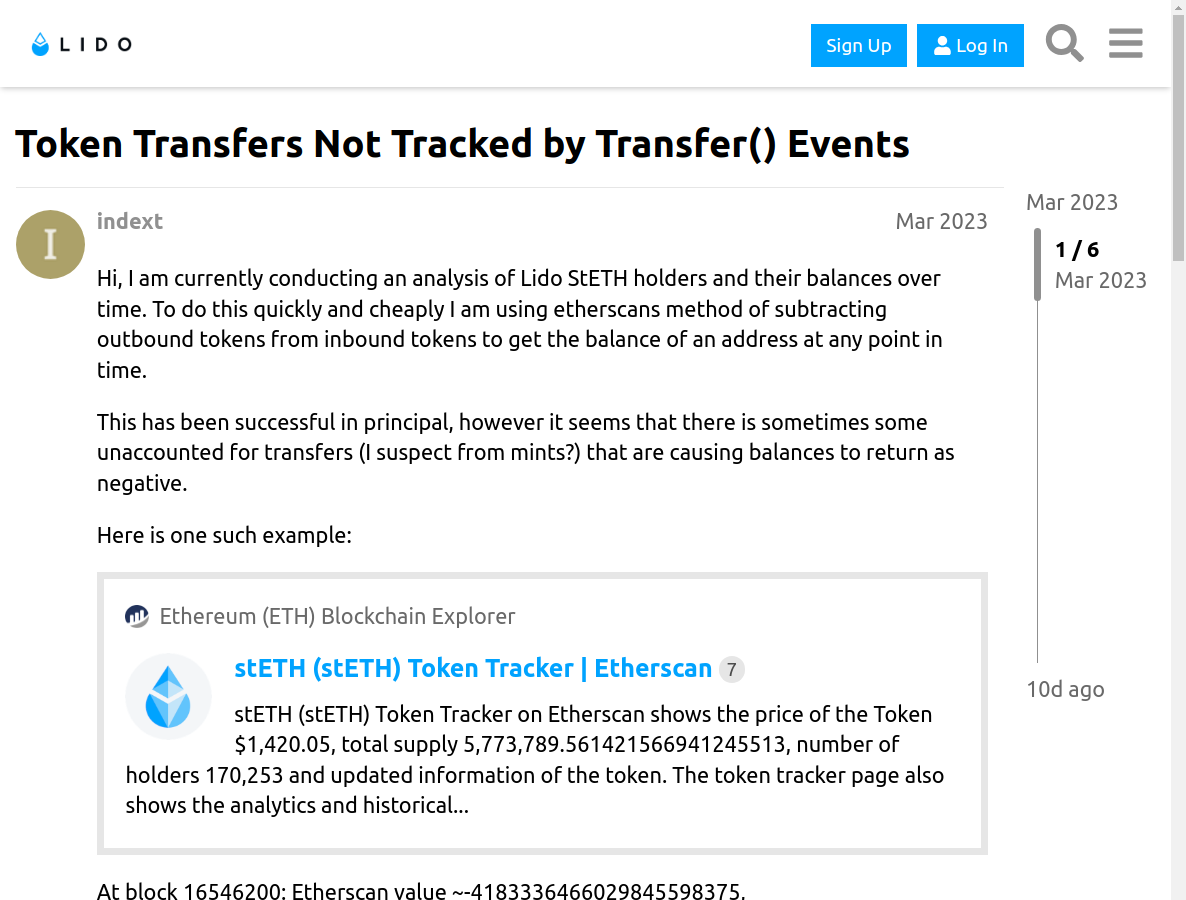 LIDO
Sign Up
Log In
Token Transfers Not Tracked by Transfer() Events
indext
Mar 2023
Mar 2023
1 / 6
Mar 2023
I
Hi, I am currently conducting an analysis of Lido StETH holders and their balances over
time. To do this quickly and cheaply I am using etherscans method of subtracting
outbound tokens from inbound tokens to get the balance of an address at any point in
time.
This has been successful in principal, however it seems that there is sometimes some
unaccounted for transfers (I suspect from mints?) that are causing balances to return as
negative.
Here is one such example:
Ethereum (ETH) Blockchain Explorer
stETH (stETH) Token Tracker | Etherscan 7
stETH (stETH) Token Tracker on Etherscan shows the price of the Token
$1,420.05, total supply 5,773,789.561421566941245513, number of
holders 170,253 and updated information of the token. The token tracker page also
shows the analytics and historical...
10d ago
At block 16546200: Etherscan value ~-4183336466029845598375.